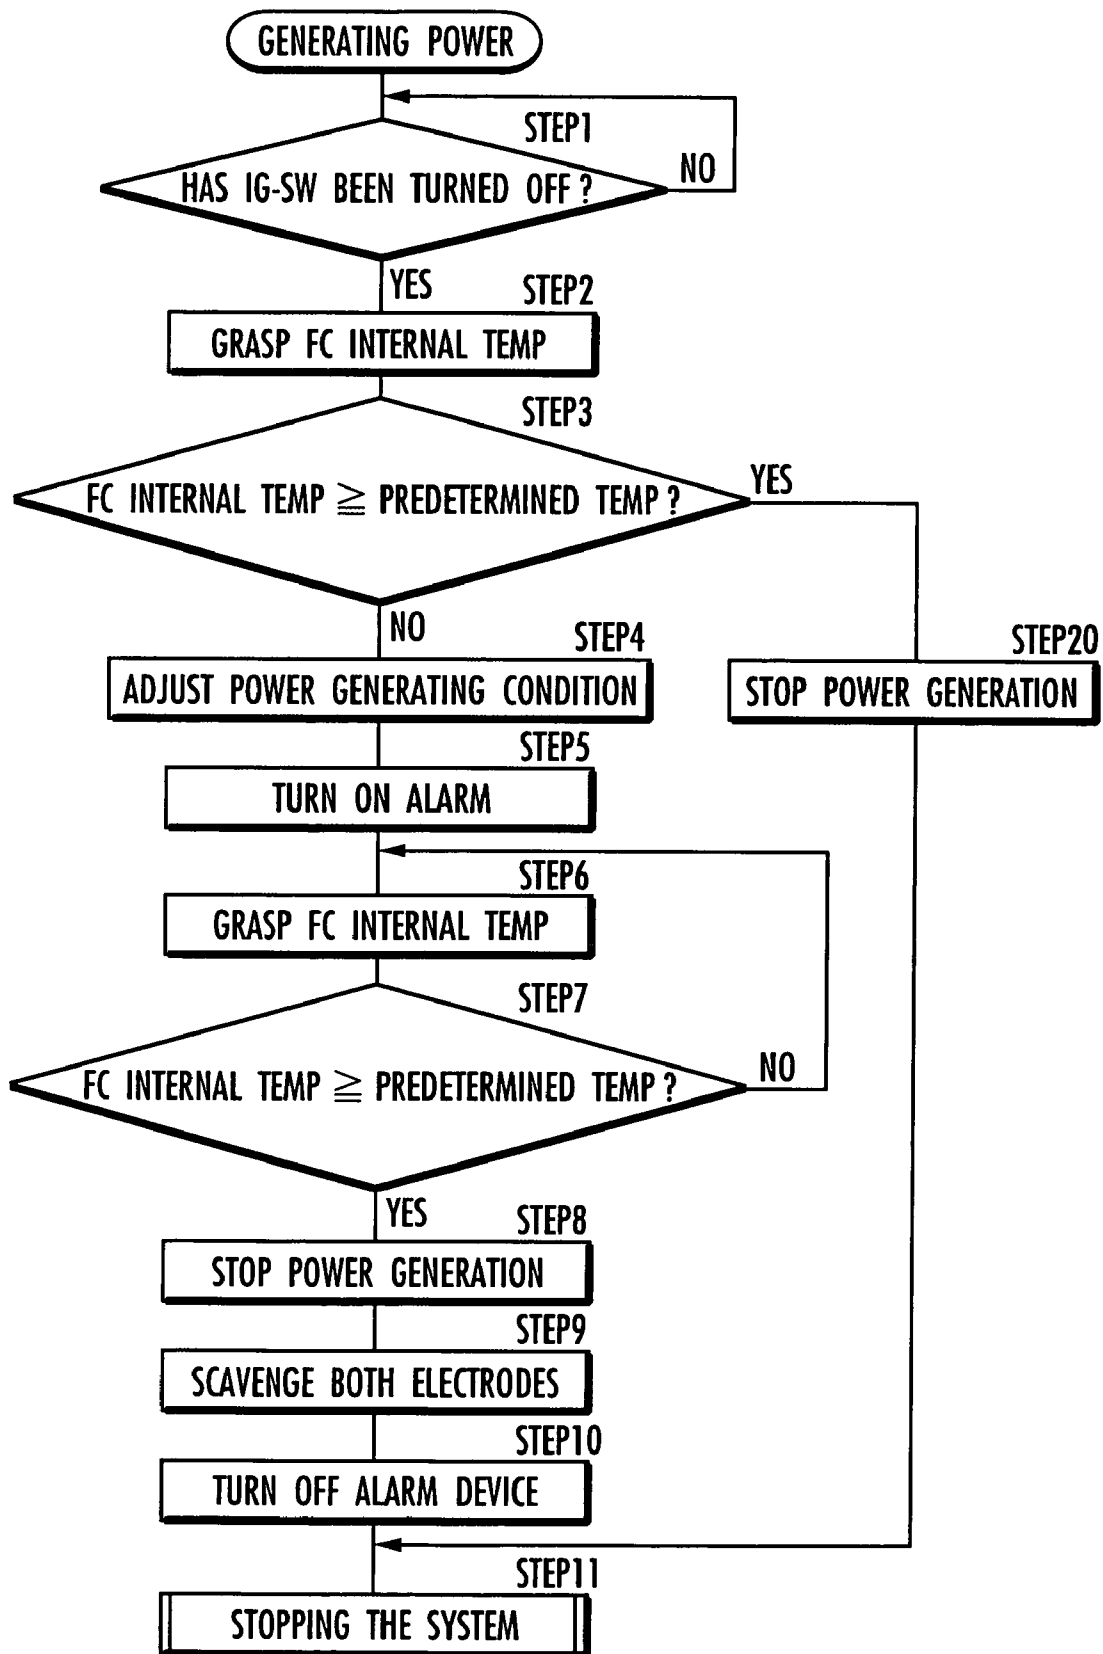 GENERATING POWER
STEP1
HAS IG-SW BEEN TURNED OFF?
NO
YES
STEP2
GRASP FC INTERNAL TEMP
STEP3
FC INTERNAL TEMP ≧ PREDETERMINED TEMP?
YES
NO
STEP4
ADJUST POWER GENERATING CONDITION
STEP20
STOP POWER GENERATION
STEP5
TURN ON ALARM
STEP6
GRASP FC INTERNAL TEMP
STEP7
FC INTERNAL TEMP ≧ PREDETERMINED TEMP?
NO
YES
STEP8
STOP POWER GENERATION
STEP9
SCAVENGE BOTH ELECTRODES
STEP10
TURN OFF ALARM DEVICE
STEP11
STOPPING THE SYSTEM